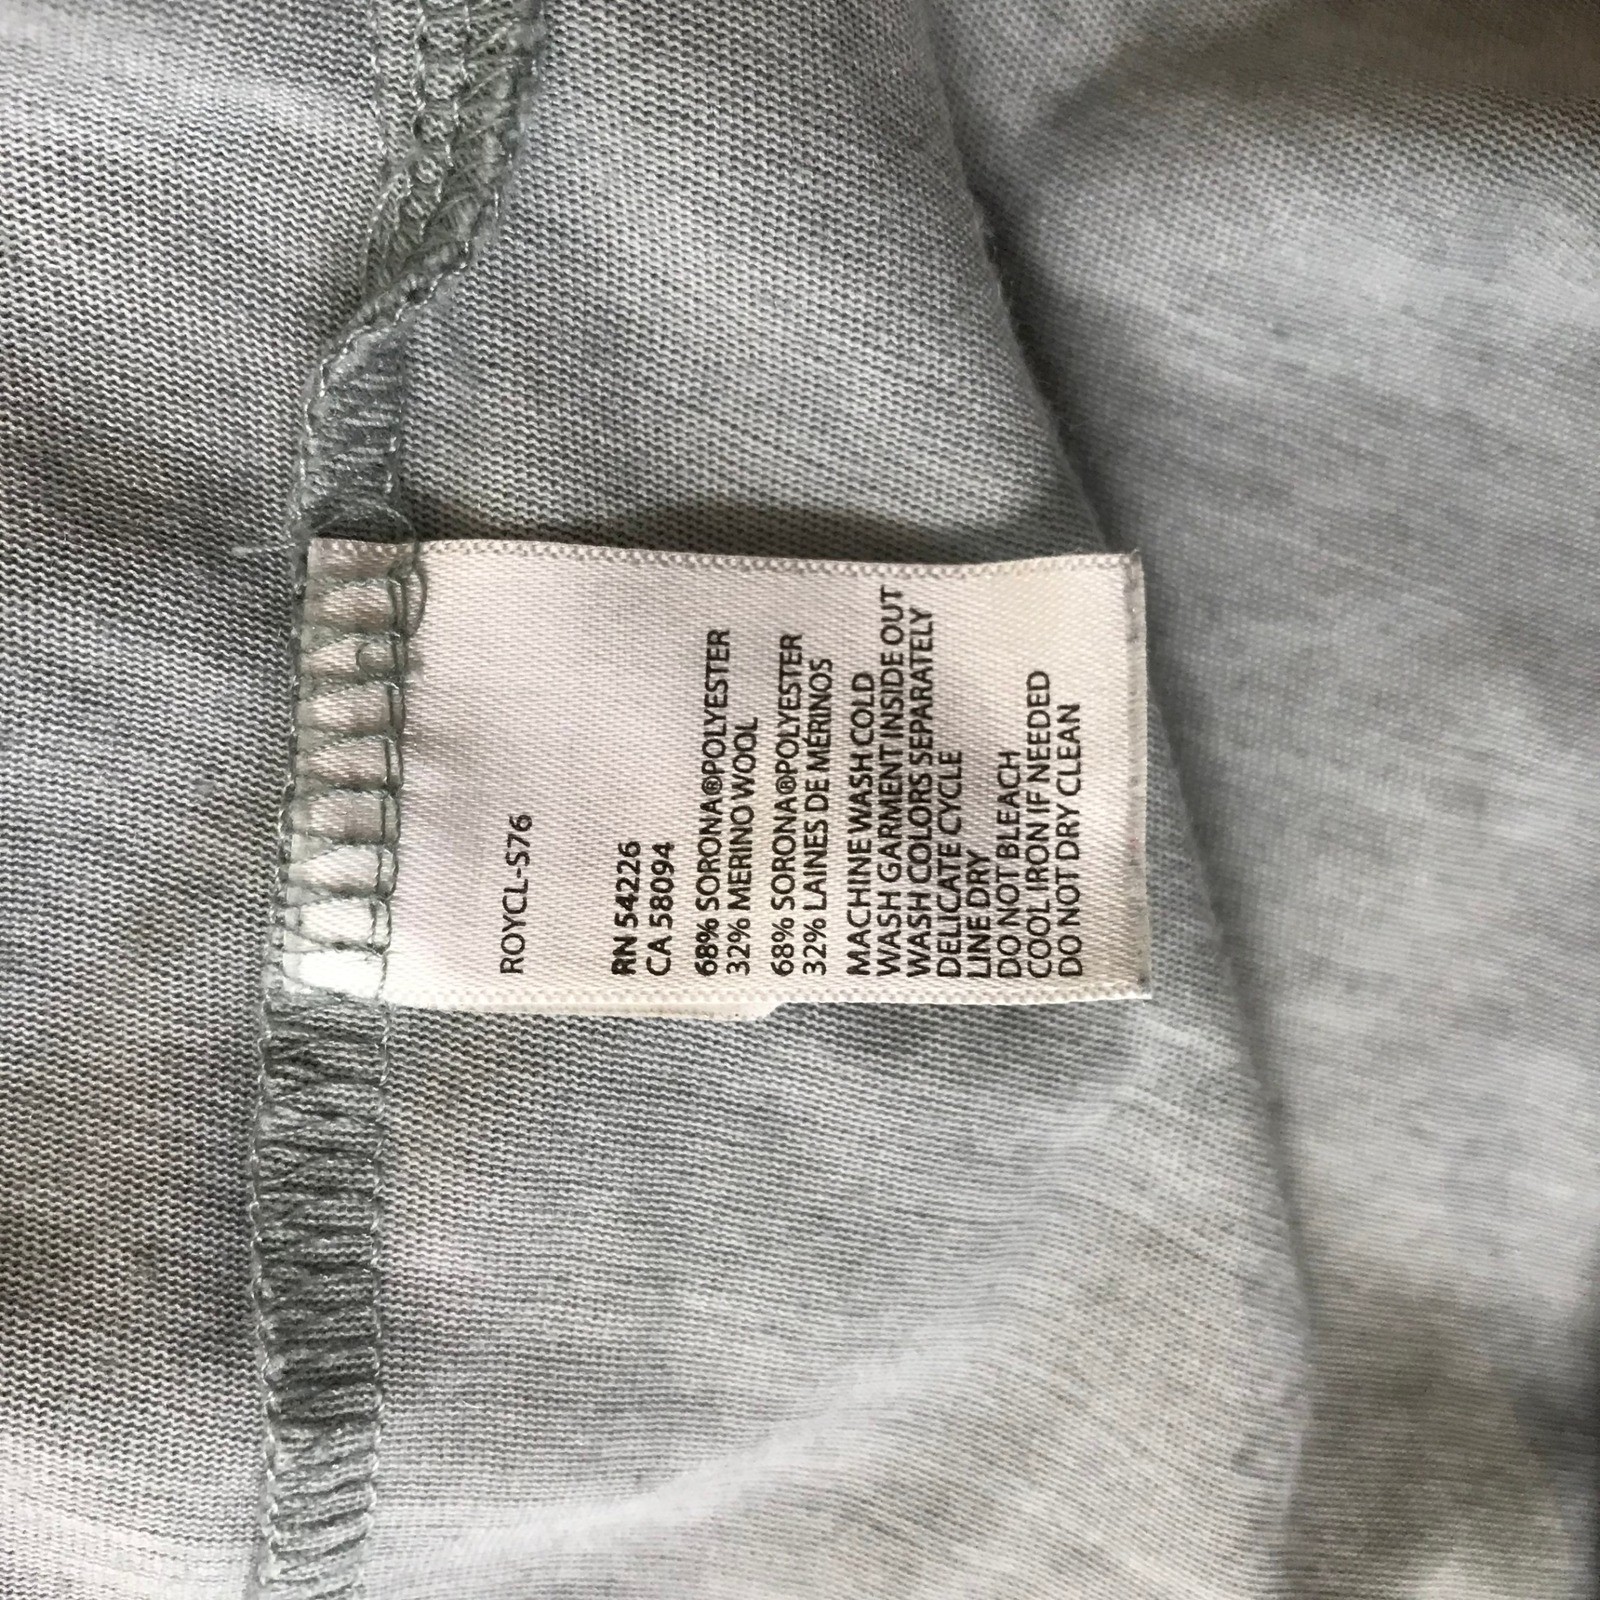 ROYCL-S76
RN 54226
CA 58094
68% SORONA®POLYESTER
32% MERINO WOOL
68% SORONA®POLYESTER
32% LAINES DE MÉRINOS
MACHINE WASH COLD
WASH GARMENT INSIDE OUT
WASH COLORS SEPARATELY
DELICATE CYCLE
LINE DRY
DO NOT BLEACH
COOL IRON IF NEEDED
DO NOT DRY CLEAN